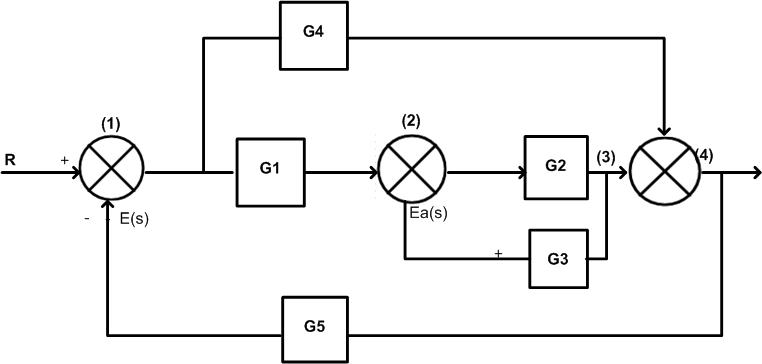 G4
(1)
(2)
R
+
G1
G2
(3)
(4)
-
E(s)
Ea(s)
+
G3
G5